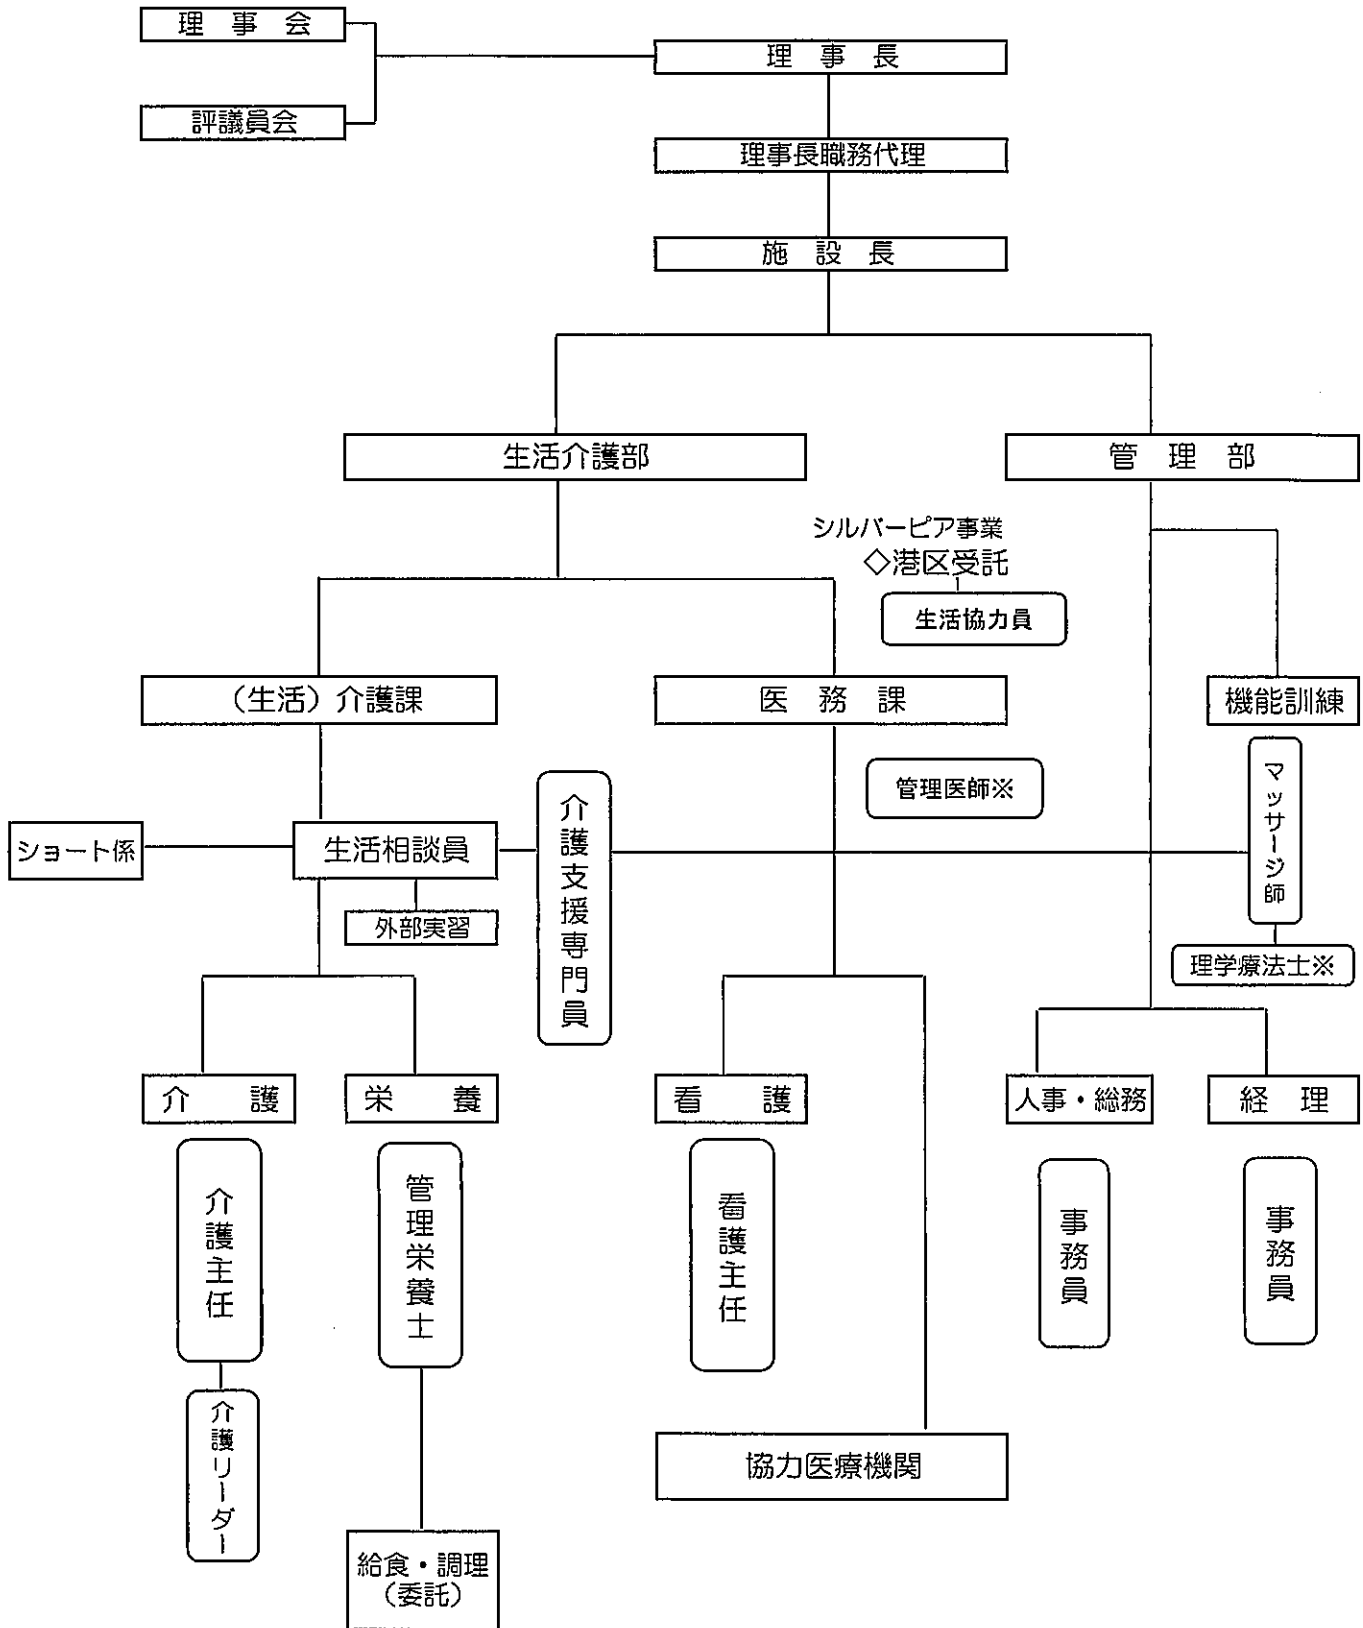 理事会
理事長
評議員会
理事長職務代理
施設長
生活介護部
管理部
シルバーピア事業
◇港区受託
生活協力員
（生活）介護課
医務課
機能訓練
管理医師※
マッサージ師
介護支援専門員
ショート係
生活相談員
外部実習
理学療法士※
介護
栄養
看護
人事・総務
経理
介護主任
管理栄養士
看護主任
事務員
事務員
介護リーダー
協力医療機関
給食・調理
（委託）